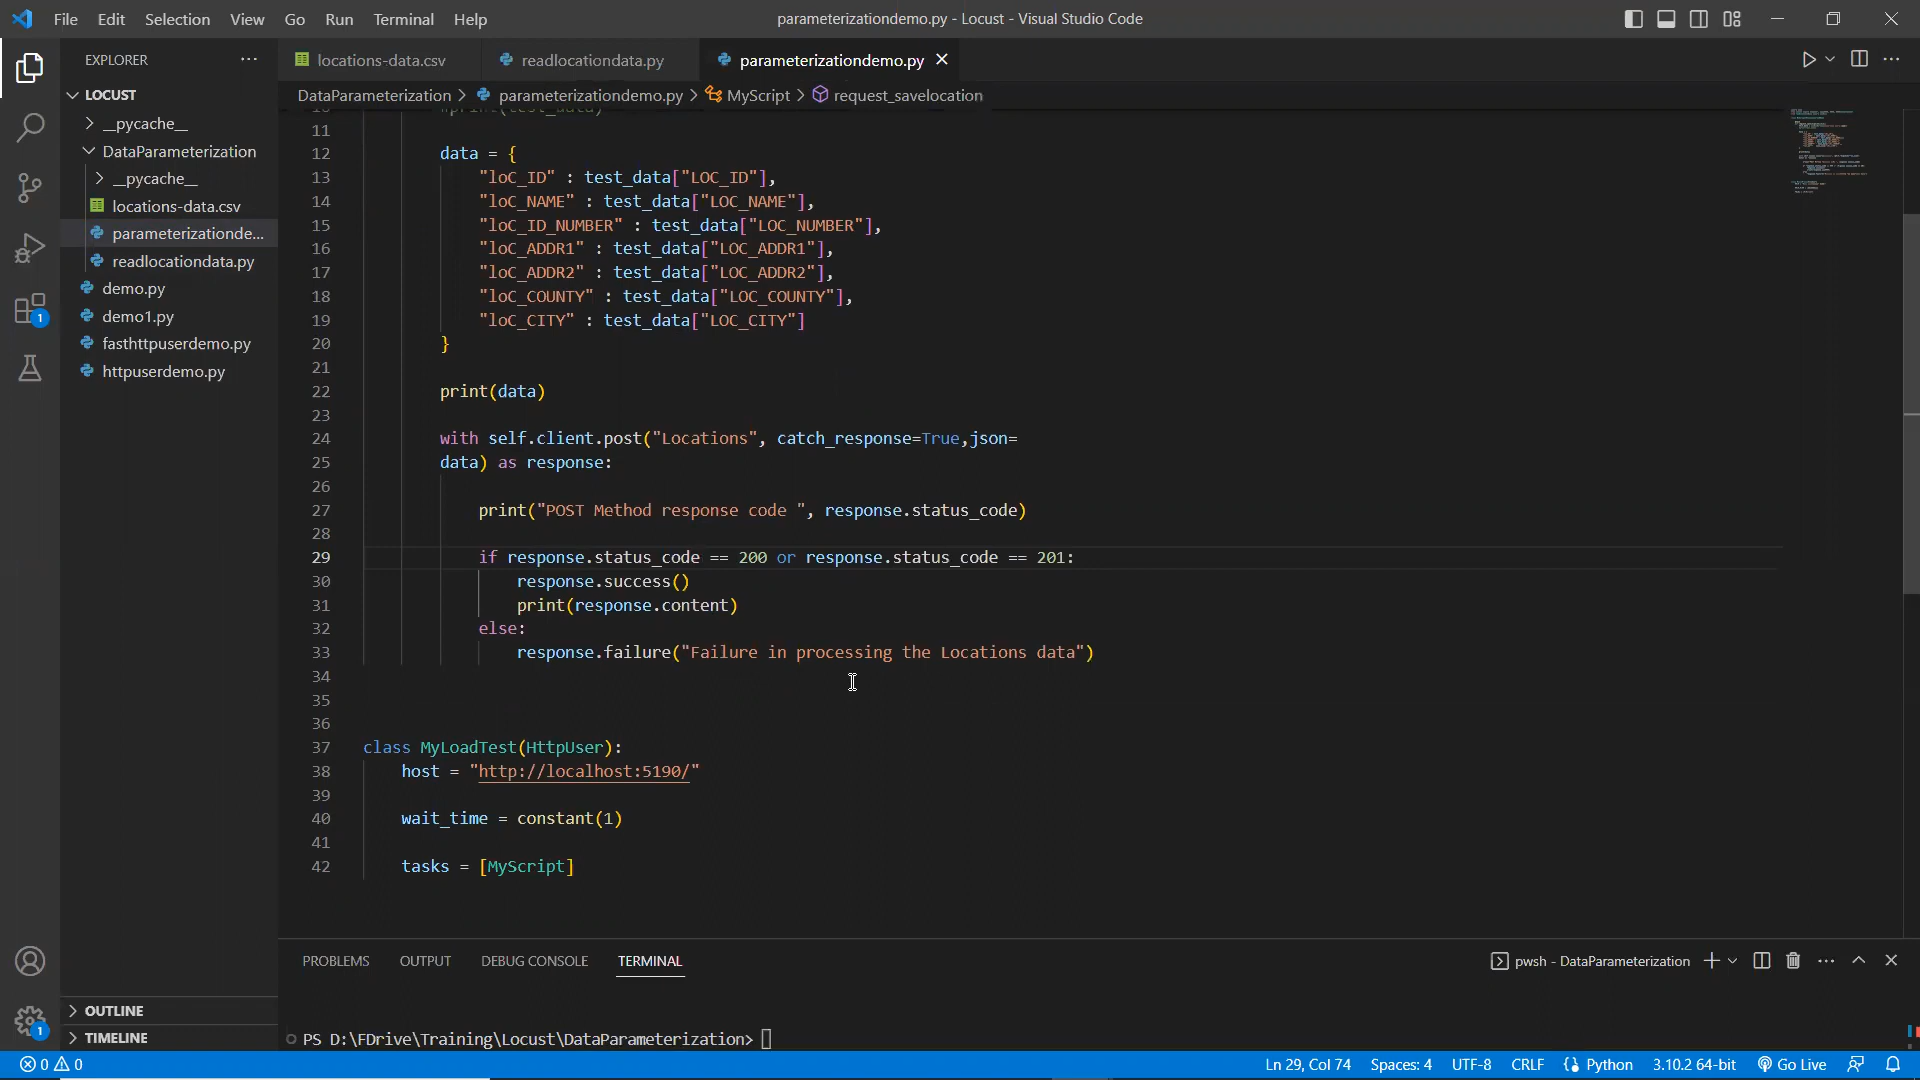 File Edit Selection View Go Run Terminal Help parameterizationdemo.py - Locust - Visual Studio Code
EXPLORER
LOCUST
__pycache__
DataParameterization
__pycache__
locations-data.csv
parameterizationde...
readlocationdata.py
demo.py
demo1.py
fasthttpuserdemo.py
httpuserdemo.py
OUTLINE
TIMELINE
1
1
locations-data.csv readlocationdata.py parameterizationdemo.py
DataParameterization > parameterizationdemo.py > MyScript > request_savelocation
10 #print(test_data)
11
12 data = {
13 "loC_ID" : test_data["LOC_ID"],
14 "loC_NAME" : test_data["LOC_NAME"],
15 "loC_ID_NUMBER" : test_data["LOC_NUMBER"],
16 "loC_ADDR1" : test_data["LOC_ADDR1"],
17 "loC_ADDR2" : test_data["LOC_ADDR2"],
18 "loC_COUNTY" : test_data["LOC_COUNTY"],
19 "loC_CITY" : test_data["LOC_CITY"]
20 }
21
22 print(data)
23
24 with self.client.post("Locations", catch_response=True,json=
25 data) as response:
26
27 print("POST Method response code ", response.status_code)
28
29 if response.status_code == 200 or response.status_code == 201:
30 response.success()
31 print(response.content)
32 else:
33 response.failure("Failure in processing the Locations data")
34
35
36
37 class MyLoadTest(HttpUser):
38 host = "http://localhost:5190/"
39
40 wait_time = constant(1)
41
42 tasks = [MyScript]
PROBLEMS OUTPUT DEBUG CONSOLE TERMINAL pwsh - DataParameterization
PS D:\FDrive\Training\Locust\DataParameterization>
0 0 Ln 29, Col 74 Spaces: 4 UTF-8 CRLF Python 3.10.2 64-bit Go Live